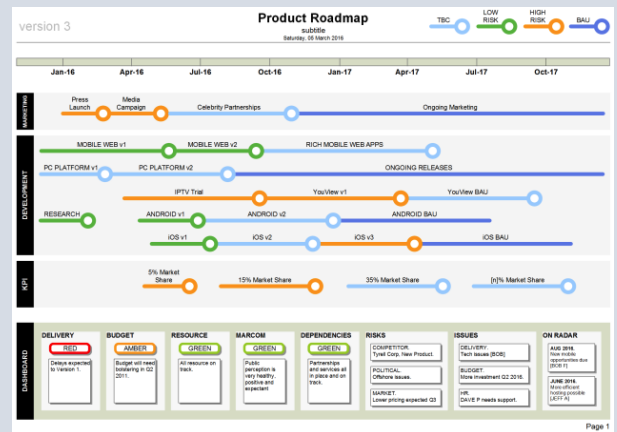 version 3
Product Roadmap
subtitle
Saturday, 05 March 2016
TBC
LOW
RISK
HIGH
RISK
BAU
Jan-16
Apr-16
Jul-16
Oct-16
Jan-17
Apr-17
Jul-17
Oct-17
MARKETING
Press
Launch
Media
Campaign
Celebrity Partnerships
Ongoing Marketing
DEVELOPMENT
MOBILE WEB v1
MOBILE WEB v2
RICH MOBILE WEB APPS
PC PLATFORM v1
PC PLATFORM v2
ONGOING RELEASES
IPTV Trial
YouView v1
YouView BAU
RESEARCH
ANDROID v1
ANDROID v2
ANDROID BAU
iOS v1
iOS v2
iOS v3
iOS BAU
KPI
5% Market
Share
15% Market Share
35% Market Share
[n]% Market Share
DASHBOARD
DELIVERY
RED
Delays expected
to Version 1.
BUDGET
AMBER
Budget will need
bolstering in Q2
2011.
RESOURCE
GREEN
All resource on
track.
MARCOM
GREEN
Public
perception is
very healthy,
positive and
expectant
DEPENDENCIES
GREEN
Partnerships
and services all
in place and on
track.
RISKS
COMPETITOR.
Tyrell Corp, New Product.
POLITICAL.
Offshore issues.
MARKET.
Lower pricing expected Q3
ISSUES
DELIVERY.
Tech Issues [BOB]
BUDGET.
More investment Q2 2016.
HR.
DAVE P needs support.
ON RADAR
AUG 2016.
New mobile
opportunities due
[BOB F]
JUNE 2016.
More efficient
hosting possible
[JEFF A]
Page 1